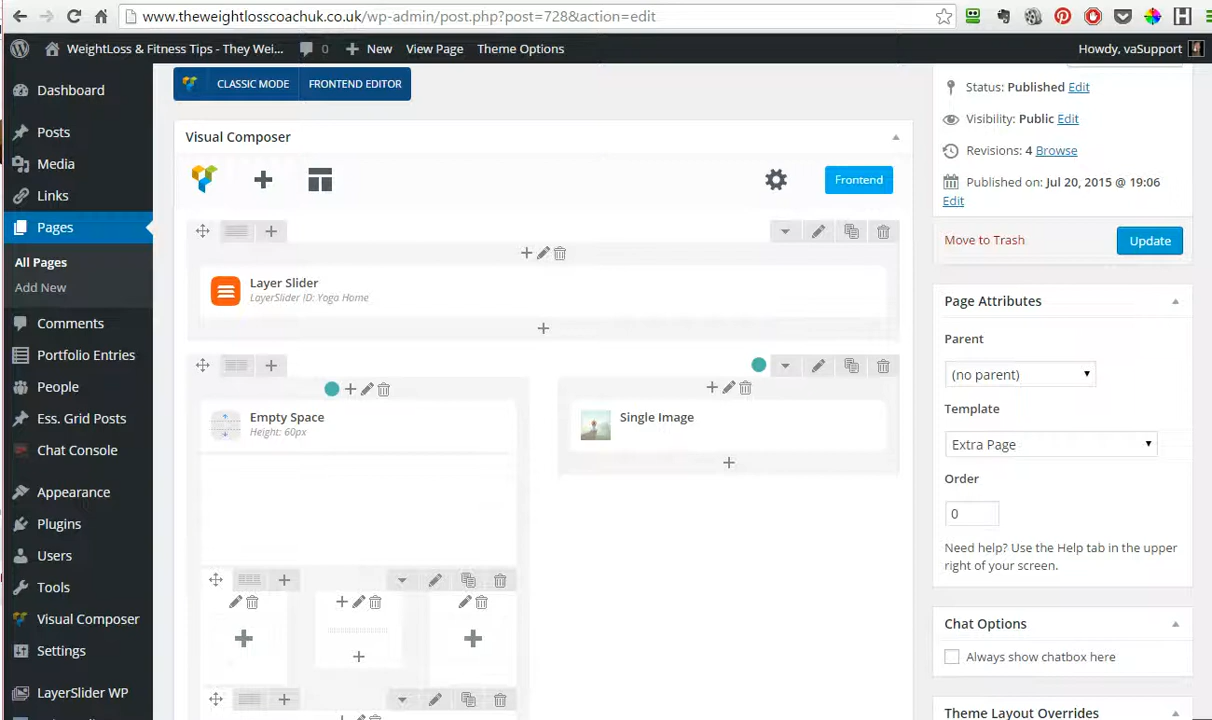 www.theweightlosscoachuk.co.uk/wp-admin/post.php?post=728&action=edit
WeightLoss & Fitness Tips - They Wei...
0
New
View Page
Theme Options
Howdy, vaSupport
Dashboard
Posts
Media
Links
Pages
All Pages
Add New
Comments
Portfolio Entries
People
Ess. Grid Posts
Chat Console
Appearance
Plugins
Users
Tools
Visual Composer
Settings
LayerSlider WP
CLASSIC MODE
FRONTEND EDITOR
Visual Composer
Frontend
Layer Slider
LayerSlider ID: Yoga Home
Empty Space
Height: 60px
Single Image
Status: Published Edit
Visibility: Public Edit
Revisions: 4 Browse
Published on: Jul 20, 2015 @ 19:06
Edit
Move to Trash
Update
Page Attributes
Parent
(no parent)
Template
Extra Page
Order
0
Need help? Use the Help tab in the upper
right of your screen.
Chat Options
Always show chatbox here
Theme Layout Overrides